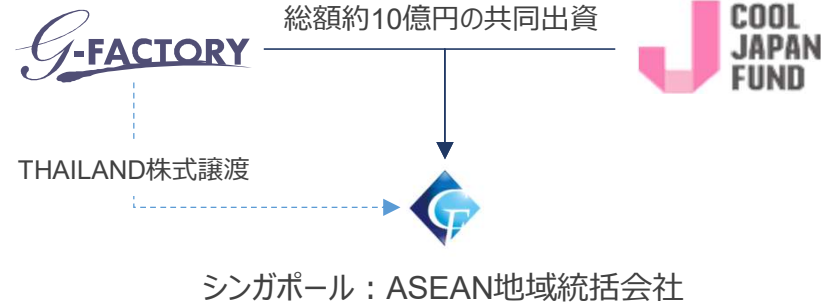 G-FACTORY
総額約10億円の共同出資
COOL
JAPAN
FUND
THAILAND株式譲渡
GF
シンガポール：ASEAN地域統括会社